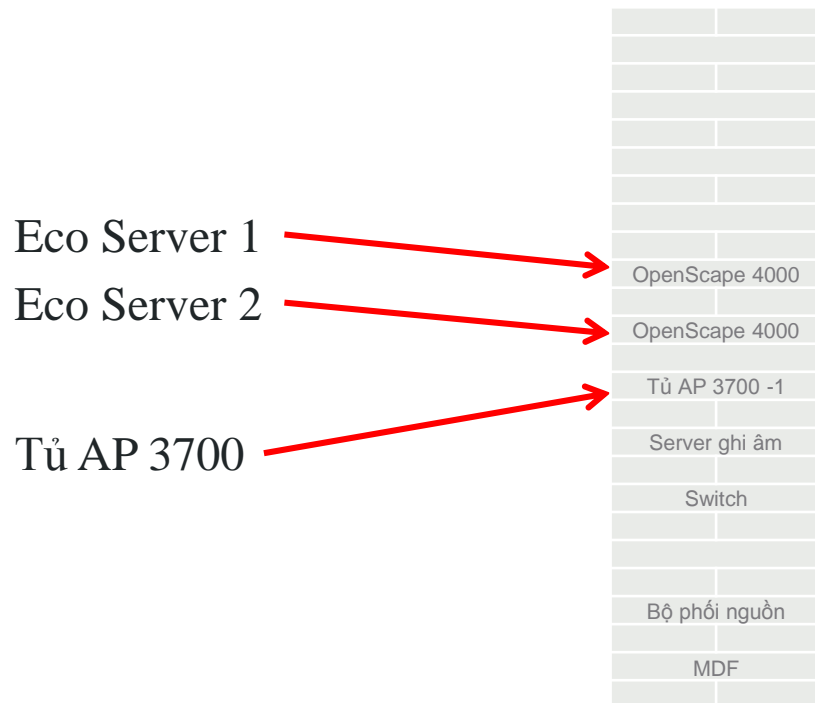 Eco Server 1
Eco Server 2
Tủ AP 3700
OpenScape 4000
OpenScape 4000
Tủ AP 3700 -1
Server ghi âm
Switch
Bộ phối nguồn
MDF